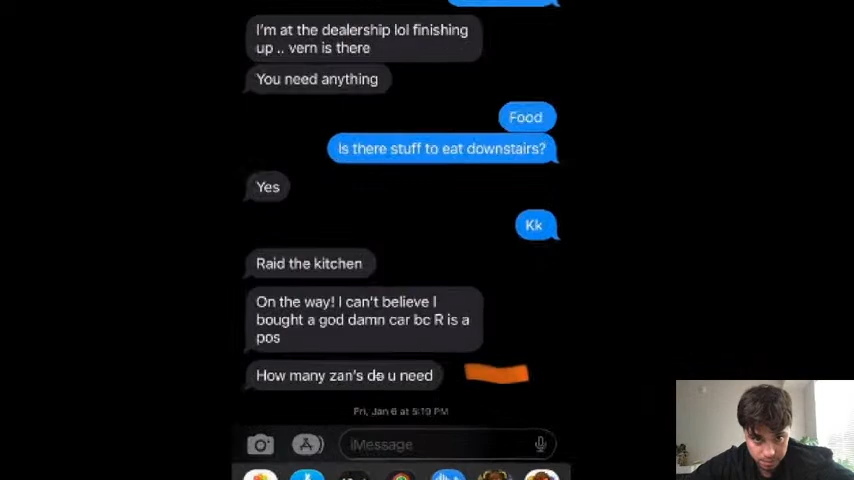 I'm at the dealership lol finishing
up .. vern is there
You need anything
Food
Is there stuff to eat downstairs?
Yes
Kk
Raid the kitchen
On the way! I can't believe I
bought a god damn car bc R is a
pos
How many zan's do u need
Fri, Jan 6 at 5:19 PM
iMessage